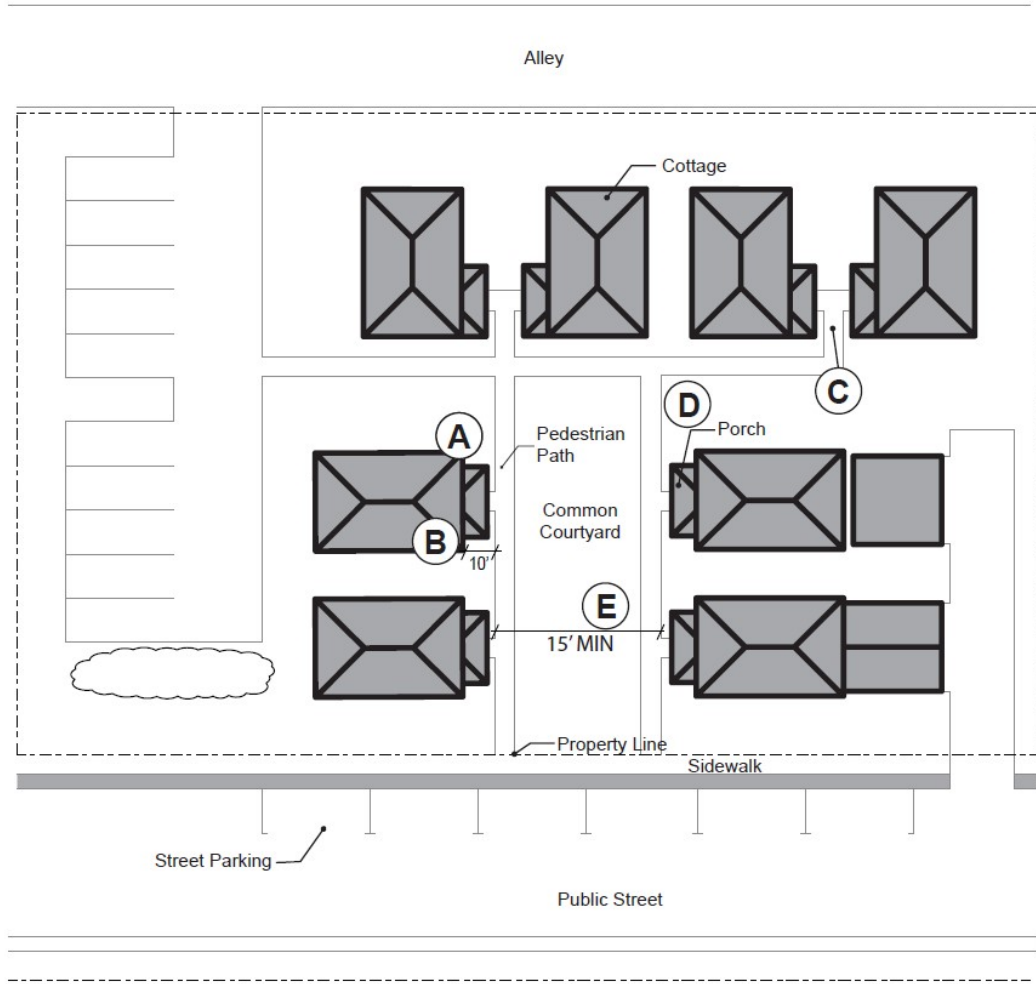 Alley
Cottage
C
D
A
Porch
Pedestrian
Path
Common
Courtyard
B
10'
E
15' MIN
Property Line
Sidewalk
Street Parking
Public Street